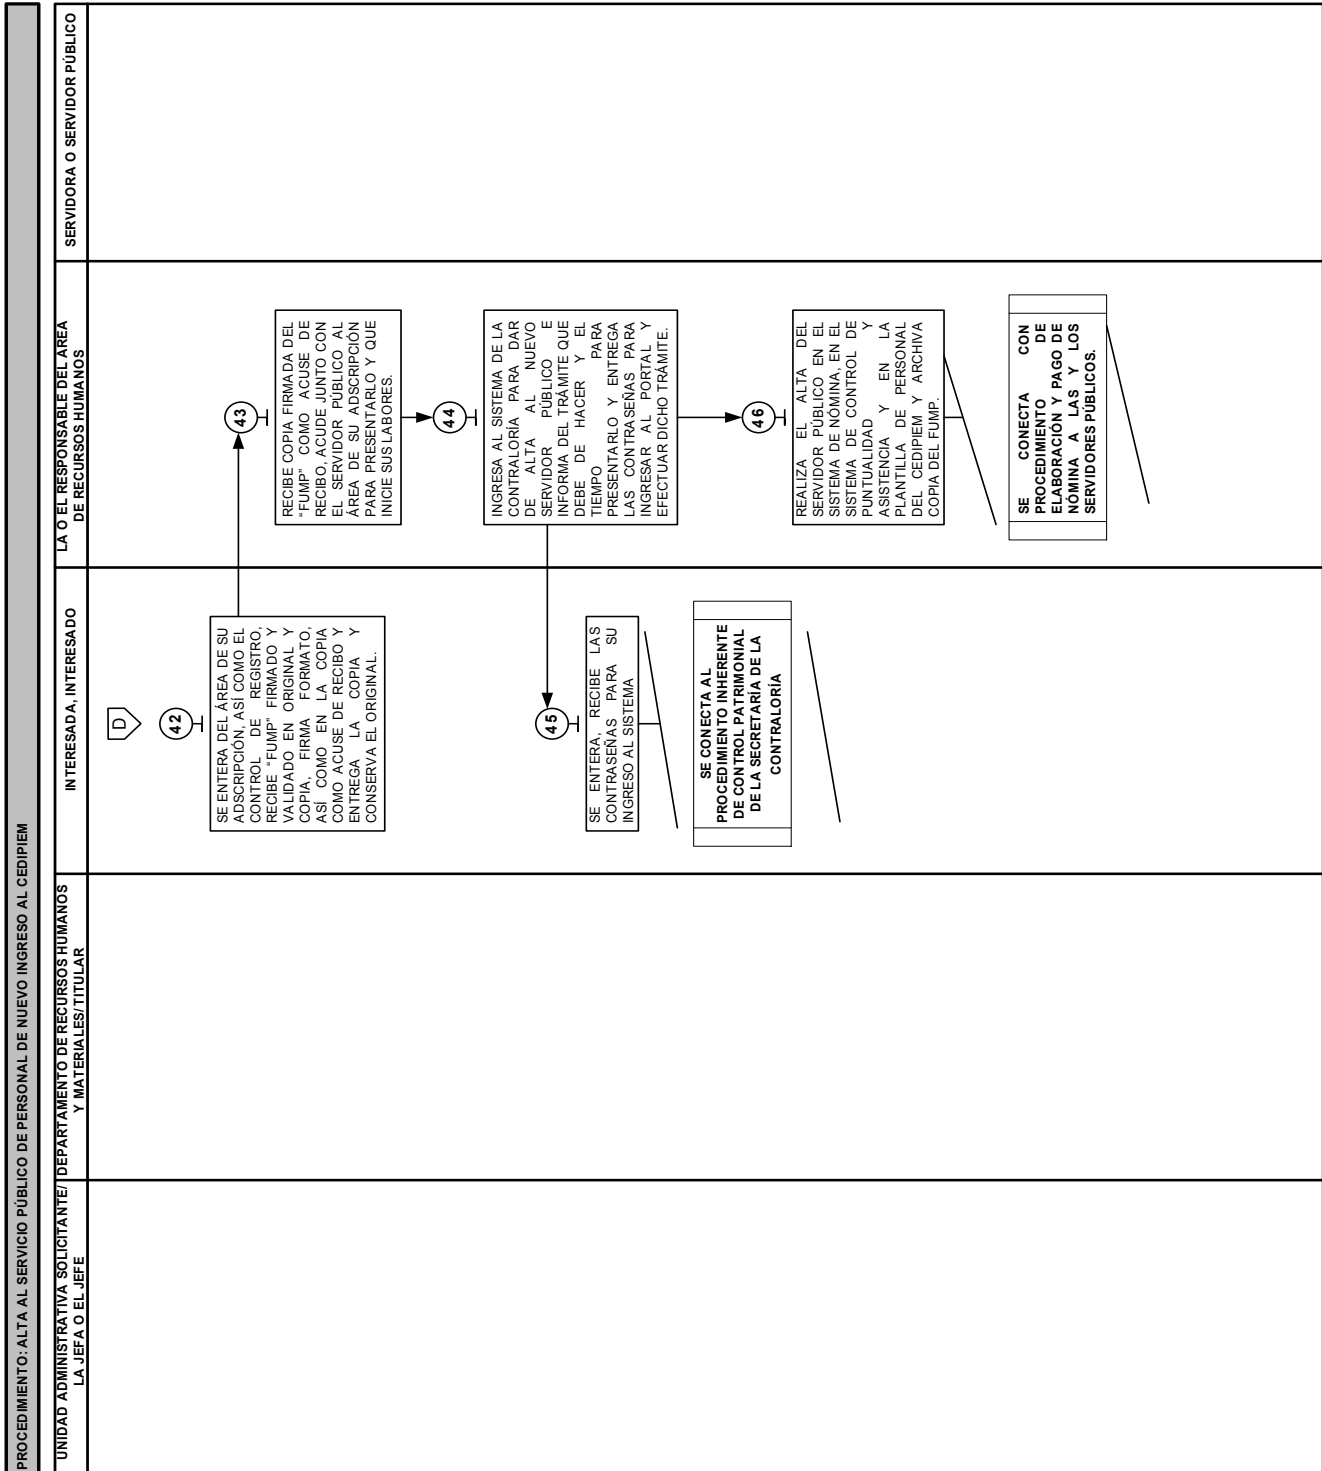 PROCEDIMIENTO: ALTA AL SERVICIO PÚBLICO DE PERSONAL DE NUEVO INGRESO AL CEDIPIEM
UNIDAD ADMINISTRATIVA SOLICITANTE/
LA JEFA O EL JEFE
DEPARTAMENTO DE RECURSOS HUMANOS
Y MATERIALES/TITULAR
INTERESADA, INTERESADO
LA O EL RESPONSABLE DEL ÁREA
DE RECURSOS HUMANOS
SERVIDORA O SERVIDOR PÚBLICO
D
42
SE ENTERA DEL ÁREA DE SU
ADSCRIPCIÓN, ASÍ COMO EL
CONTROL DE REGISTRO,
RECIBE "FUMP" FIRMADO Y
VALIDADO EN ORIGINAL Y
COPIA, FIRMA FORMATO,
ASÍ COMO EN LA COPIA
COMO ACUSE DE RECIBO Y
ENTREGA LA COPIA Y
CONSERVA EL ORIGINAL.
43
RECIBE COPIA FIRMADA DEL
"FUMP" COMO ACUSE DE
RECIBO, ACUDE JUNTO CON
EL SERVIDOR PÚBLICO AL
ÁREA DE SU ADSCRIPCIÓN
PARA PRESENTARLO Y QUE
INICIE SUS LABORES.
44
INGRESA AL SISTEMA DE LA
CONTRALORÍA PARA DAR
DE ALTA AL NUEVO
SERVIDOR PÚBLICO E
INFORMA DEL TRÁMITE QUE
DEBE DE HACER Y EL
TIEMPO PARA
PRESENTARLO Y ENTREGA
LAS CONTRASEÑAS PARA
INGRESAR AL PORTAL Y
EFECTUAR DICHO TRÁMITE.
45
SE ENTERA, RECIBE LAS
CONTRASEÑAS PARA SU
INGRESO AL SISTEMA
SE CONECTA AL
PROCEDIMIENTO INHERENTE
DE CONTROL PATRIMONIAL
DE LA SECRETARÍA DE LA
CONTRALORÍA
46
REALIZA EL ALTA DEL
SERVIDOR PÚBLICO EN EL
SISTEMA DE NÓMINA, EN EL
SISTEMA DE CONTROL DE
PUNTUALIDAD Y
ASISTENCIA Y EN LA
PLANTILLA DE PERSONAL
DEL CEDIPIEM Y ARCHIVA
COPIA DEL FUMP.
SE CONECTA CON
PROCEDIMIENTO DE
ELABORACIÓN Y PAGO DE
NÓMINA A LAS Y LOS
SERVIDORES PÚBLICOS.